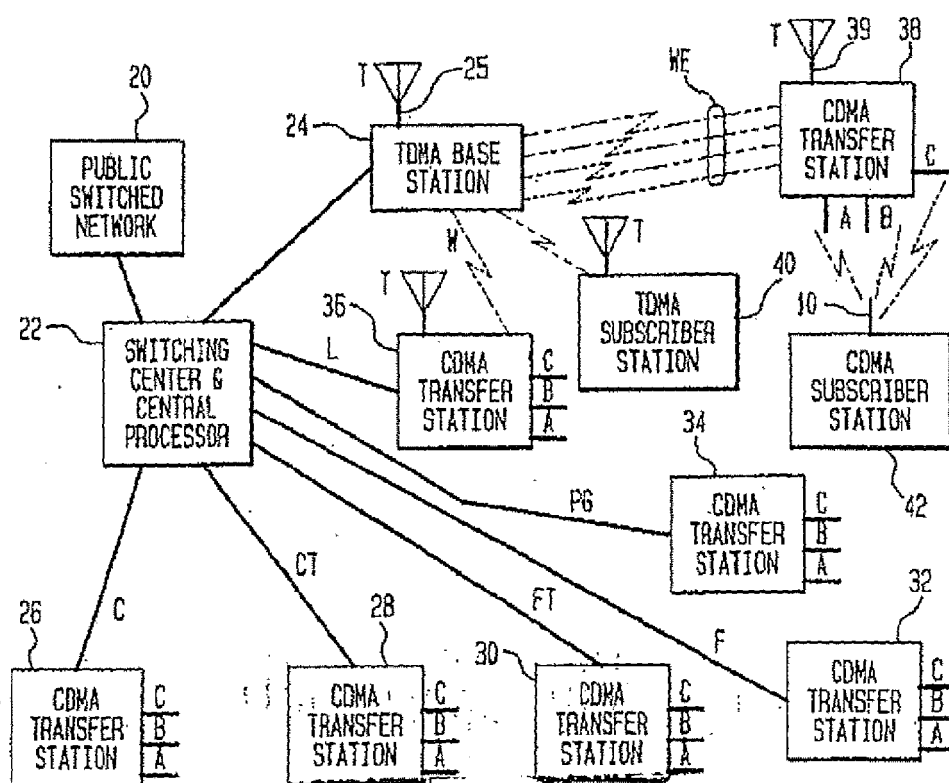 20
PUBLIC
SWITCHED
NETWORK
22
SWITCHING
CENTER &
CENTRAL
PROCESSOR
T
25
24
TDMA BASE
STATION
WE
T
39
38
CDMA
TRANSFER
STATION
C
A
B
10
CDMA
SUBSCRIBER
STATION
42
W
T
40
TDMA
SUBSCRIBER
STATION
T
36
CDMA
TRANSFER
STATION
C
B
A
L
34
PG
CDMA
TRANSFER
STATION
C
B
A
C
CT
FT
F
26
CDMA
TRANSFER
STATION
C
B
A
28
CDMA
TRANSFER
STATION
C
B
A
30
CDMA
TRANSFER
STATION
C
B
A
32
CDMA
TRANSFER
STATION
C
B
A